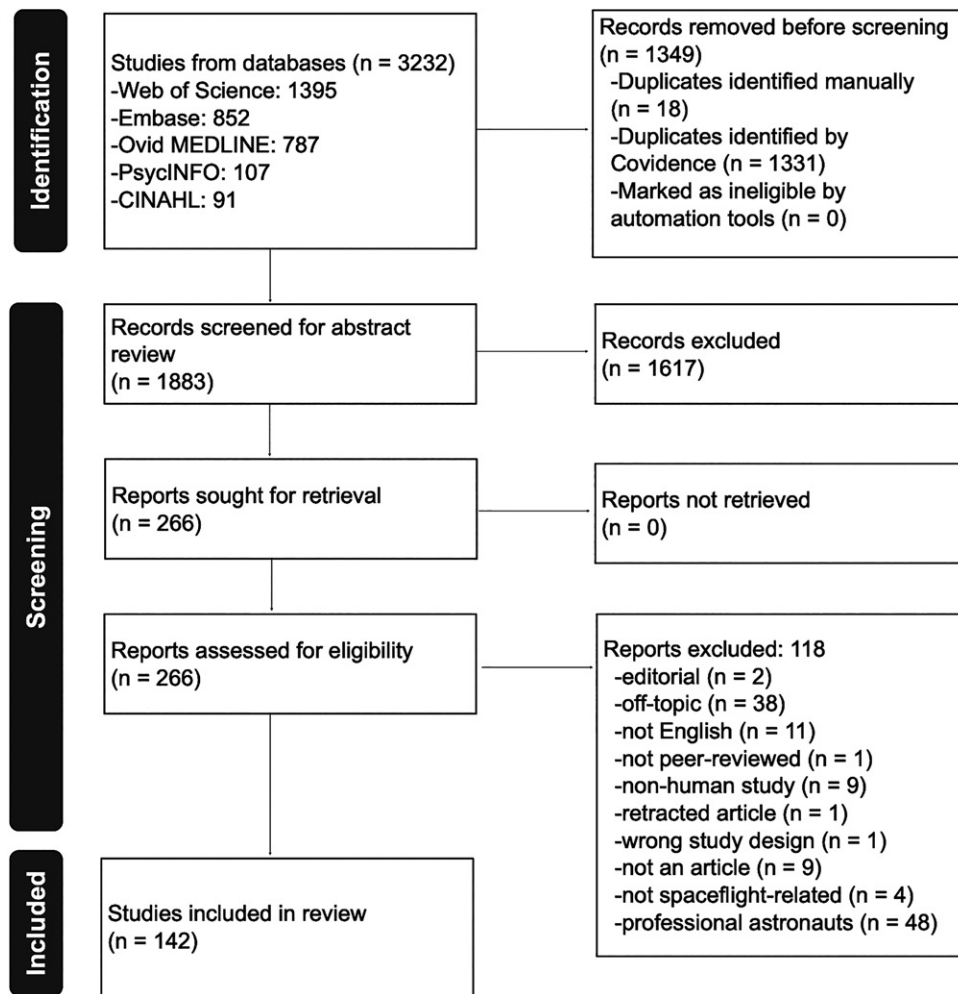 Identification
Studies from databases (n = 3232)
-Web of Science: 1395
-Embase: 852
-Ovid MEDLINE: 787
-PsycINFO: 107
-CINAHL: 91
Records removed before screening
(n = 1349)
-Duplicates identified manually
(n = 18)
-Duplicates identified by
Covidence (n = 1331)
-Marked as ineligible by
automation tools (n = 0)
Screening
Records screened for abstract
review
(n = 1883)
Records excluded
(n = 1617)
Reports sought for retrieval
(n = 266)
Reports not retrieved
(n = 0)
Reports assessed for eligibility
(n = 266)
Reports excluded: 118
-editorial (n = 2)
-off-topic (n = 38)
-not English (n = 11)
-not peer-reviewed (n = 1)
-non-human study (n = 9)
-retracted article (n = 1)
-wrong study design (n = 1)
-not an article (n = 9)
-not spaceflight-related (n = 4)
-professional astronauts (n = 48)
Included
Studies included in review
(n = 142)